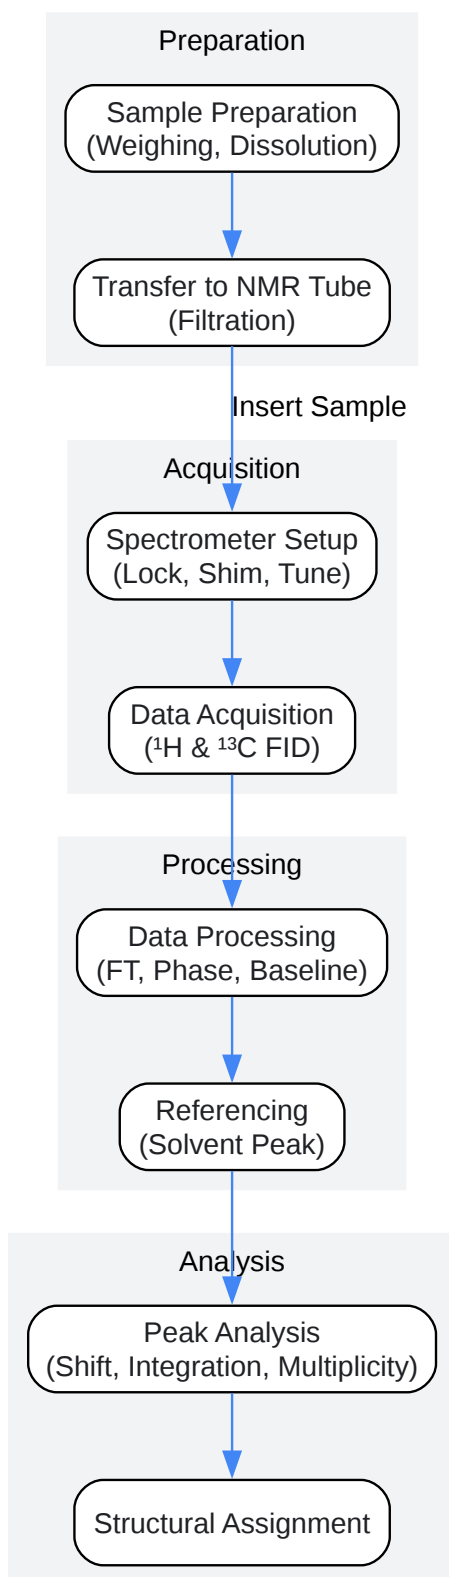 Preparation
Sample Preparation
(Weighing, Dissolution)
Transfer to NMR Tube
(Filtration)
Insert Sample
Acquisition
Spectrometer Setup
(Lock, Shim, Tune)
Data Acquisition
(¹H & ¹³C FID)
Processing
Data Processing
(FT, Phase, Baseline)
Referencing
(Solvent Peak)
Analysis
Peak Analysis
(Shift, Integration, Multiplicity)
Structural Assignment